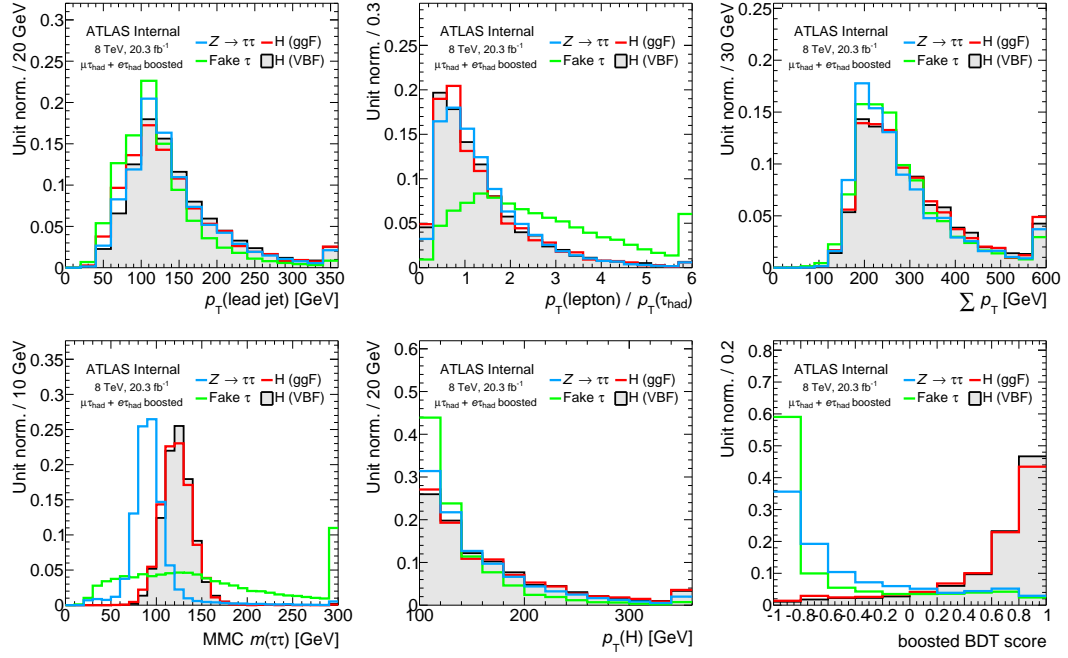 Unit norm. / 20 GeV
0.3
0.25
0.2
0.15
0.1
0.05
0
ATLAS Internal
8 TeV, 20.3 fb⁻¹
μτhad + eτhad boosted
Z → ττ
H (ggF)
Fake τ
H (VBF)
0 50 100 150 200 250 300 350
pT(lead jet) [GeV]
Unit norm. / 0.3
0.25
0.2
0.15
0.1
0.05
0
ATLAS Internal
8 TeV, 20.3 fb⁻¹
μτhad + eτhad boosted
Z → ττ
H (ggF)
Fake τ
H (VBF)
0 1 2 3 4 5 6
pT(lepton) / pT(τhad)
Unit norm. / 30 GeV
0.25
0.2
0.15
0.1
0.05
0
ATLAS Internal
8 TeV, 20.3 fb⁻¹
μτhad + eτhad boosted
Z → ττ
H (ggF)
Fake τ
H (VBF)
0 100 200 300 400 500 600
∑ pT [GeV]
Unit norm. / 10 GeV
0.35
0.3
0.25
0.2
0.15
0.1
0.05
0
ATLAS Internal
8 TeV, 20.3 fb⁻¹
μτhad + eτhad boosted
Z → ττ
H (ggF)
Fake τ
H (VBF)
0 50 100 150 200 250 300
MMC m(ττ) [GeV]
Unit norm. / 20 GeV
0.6
0.5
0.4
0.3
0.2
0.1
0
ATLAS Internal
8 TeV, 20.3 fb⁻¹
μτhad + eτhad boosted
Z → ττ
H (ggF)
Fake τ
H (VBF)
100 200 300
pT(H) [GeV]
Unit norm. / 0.2
0.8
0.7
0.6
0.5
0.4
0.3
0.2
0.1
0
ATLAS Internal
8 TeV, 20.3 fb⁻¹
μτhad + eτhad boosted
Z → ττ
H (ggF)
Fake τ
H (VBF)
-1 -0.8 -0.6 -0.4 -0.2 0 0.2 0.4 0.6 0.8 1
boosted BDT score